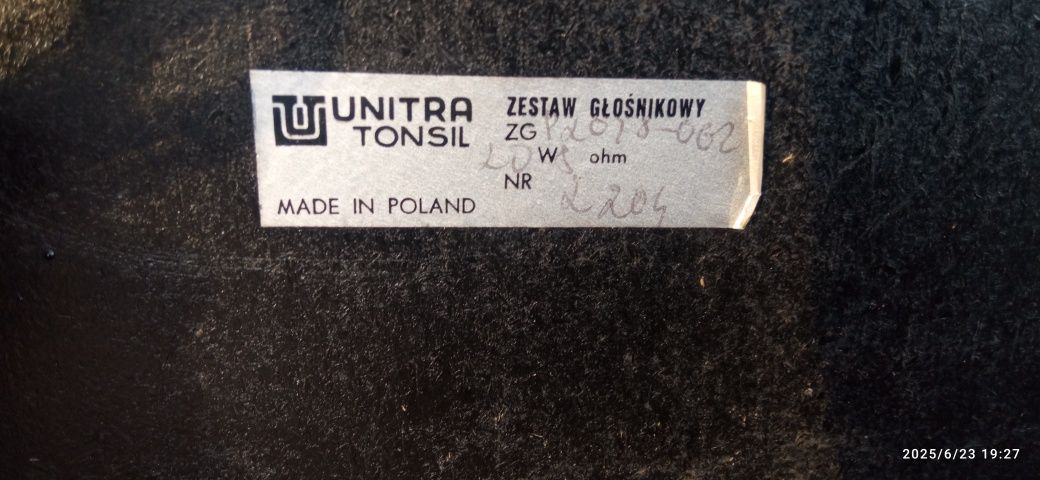 UNITRA
TONSIL
MADE IN POLAND
ZESTAW GŁOŚNIKOWY
ZG
W ohm
NR
2025/6/23 19:27